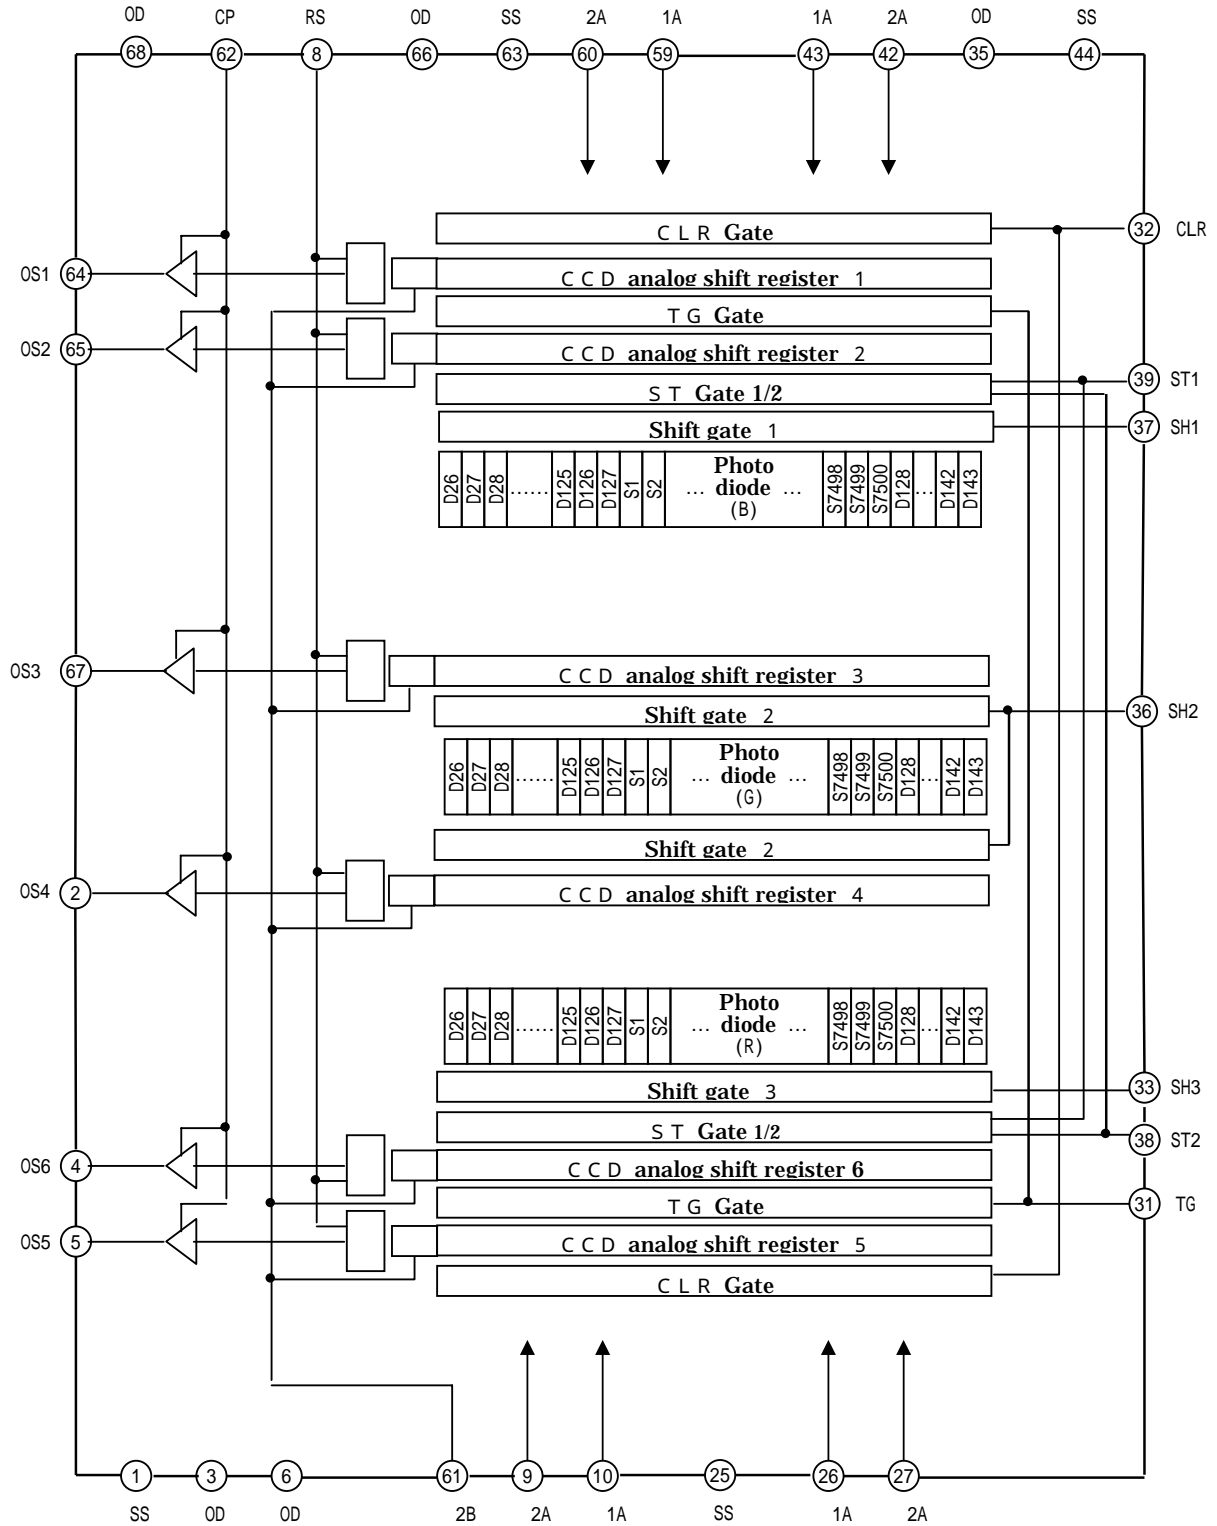 OD CP RS OD SS 2A 1A 1A 2A OD SS
68 62 8 66 63 60 59 43 42 35 44
CLR Gate
32 CLR
OS1 64
CCD analog shift register 1
TG Gate
OS2 65
CCD analog shift register 2
39 ST1
ST Gate 1/2
Shift gate 1
37 SH1
D26 D27 D28 ...... D125 D126 D127 S1 S2 ... Photo diode (B) ... S7498 S7499 S7500 D128 ... D142 D143
OS3 67
CCD analog shift register 3
Shift gate 2
36 SH2
D26 D27 D28 ...... D125 D126 D127 S1 S2 ... Photo diode (G) ... S7498 S7499 S7500 D128 ... D142 D143
Shift gate 2
OS4 2
CCD analog shift register 4
D26 D27 D28 ...... D125 D126 D127 S1 S2 ... Photo diode (R) ... S7498 S7499 S7500 D128 ... D142 D143
Shift gate 3
33 SH3
ST Gate 1/2
38 ST2
OS6 4
CCD analog shift register 6
TG Gate
31 TG
OS5 5
CCD analog shift register 5
CLR Gate
1 3 6 61 9 10 25 26 27
SS OD OD 2B 2A 1A SS 1A 2A